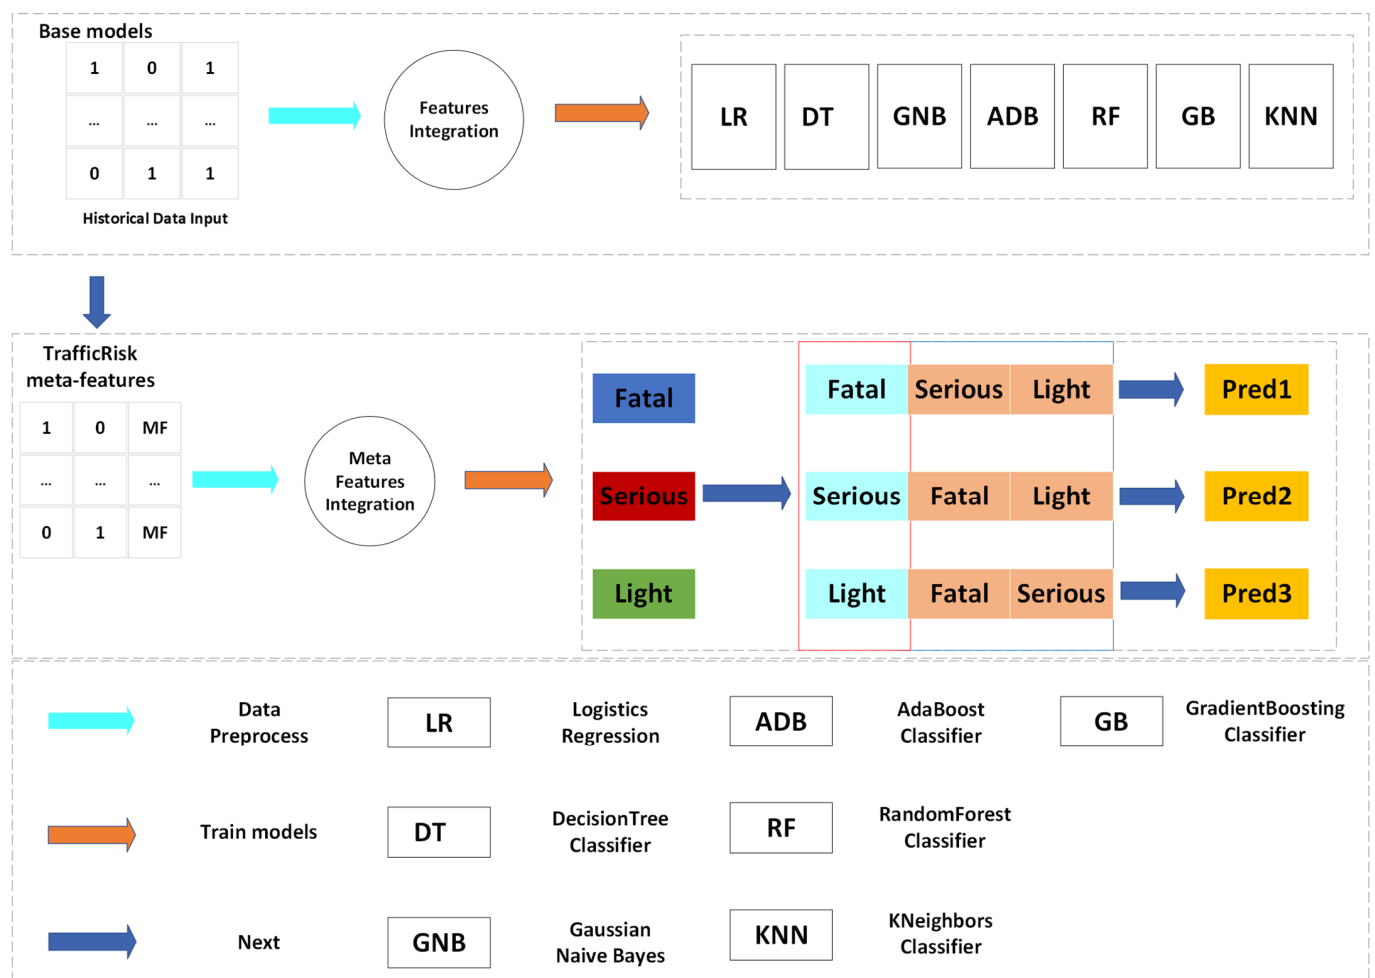 Base models
1 0 1
... ... ...
0 1 1
Historical Data Input
Features
Integration
LR DT GNB ADB RF GB KNN
TrafficRisk
meta-features
1 0 MF
... ... ...
0 1 MF
Meta
Features
Integration
Fatal
Serious
Light
Fatal Serious Light
Pred1
Serious Fatal Light
Pred2
Light Fatal Serious
Pred3
Data
Preprocess
LR
Logistics
Regression
ADB
AdaBoost
Classifier
GB
GradientBoosting
Classifier
Train models
DT
DecisionTree
Classifier
RF
RandomForest
Classifier
Next
GNB
Gaussian
Naive Bayes
KNN
KNeighbors
Classifier